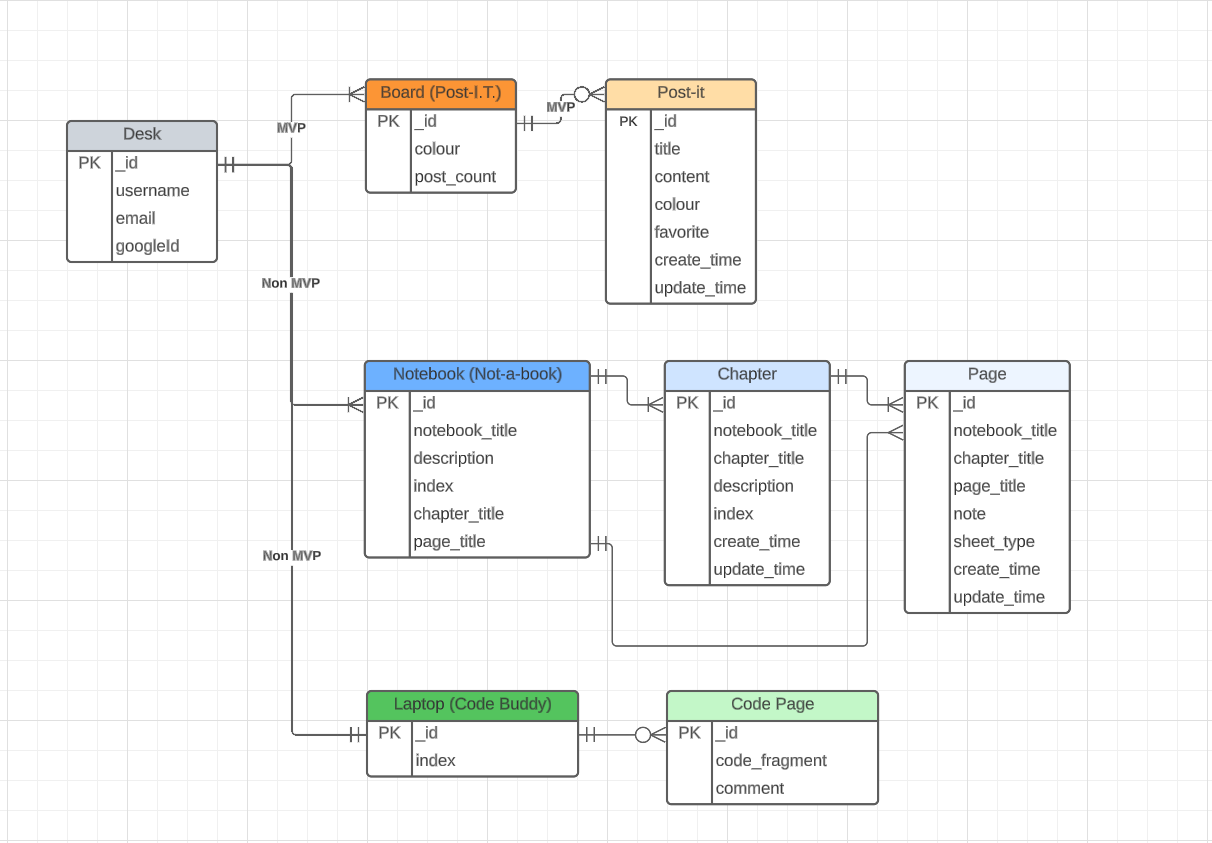 Desk
PK _id
username
email
googleId
MVP
Board (Post-I.T.)
PK _id
colour
post_count
MVP
Post-it
PK _id
title
content
colour
favorite
create_time
update_time
Non MVP
Notebook (Not-a-book)
PK _id
notebook_title
description
index
chapter_title
page_title
Chapter
PK _id
notebook_title
chapter_title
description
index
create_time
update_time
Page
PK _id
notebook_title
chapter_title
page_title
note
sheet_type
create_time
update_time
Non MVP
Laptop (Code Buddy)
PK _id
index
Code Page
PK _id
code_fragment
comment